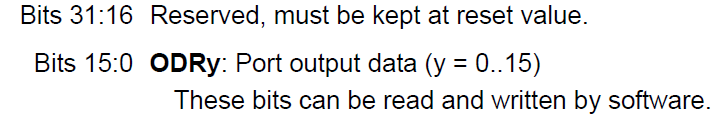 Bits 31:16 Reserved, must be kept at reset value.
Bits 15:0 ODRy: Port output data (y = 0..15)
These bits can be read and written by software.